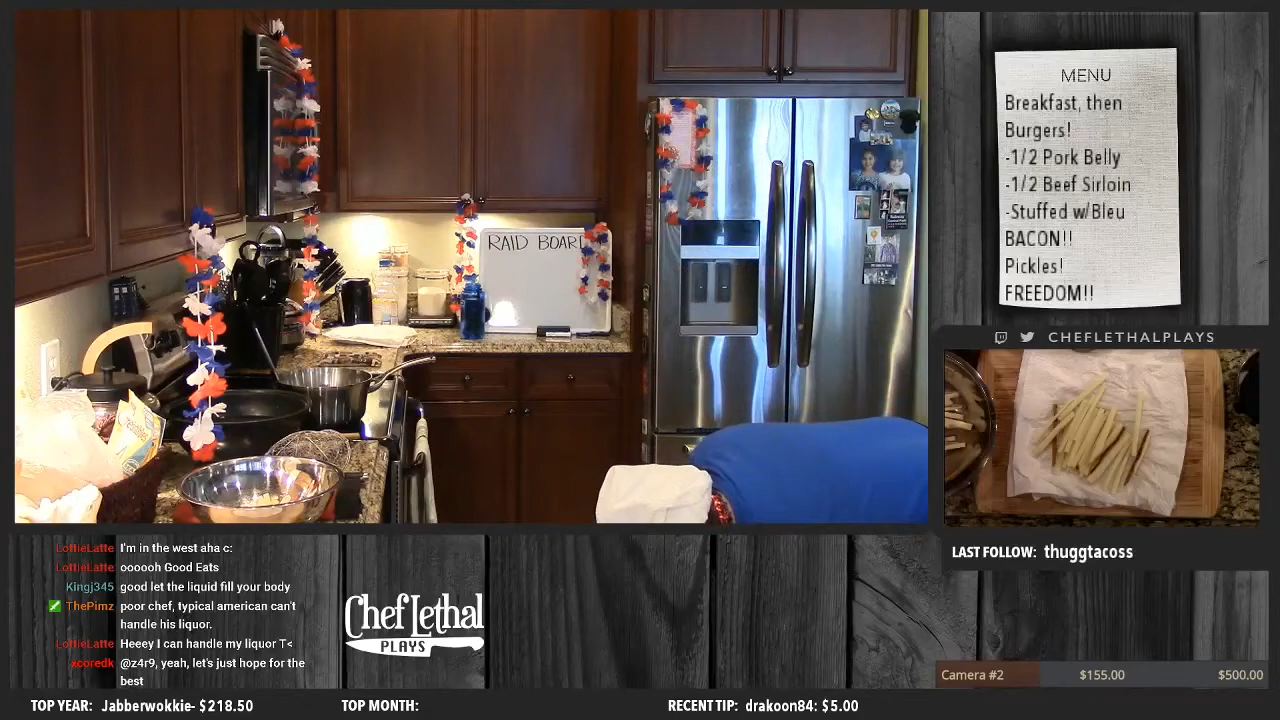 RAID BOARD
MENU
Breakfast, then
Burgers!
-1/2 Pork Belly
-1/2 Beef Sirloin
-Stuffed w/Bleu
BACON!!
Pickles!
FREEDOM!!
CHEFLETHALPLAYS
LAST FOLLOW: thuggtacoss
LottieLatte I'm in the west aha c:
LottieLatte oooooh Good Eats
Kingj345 good let the liquid fill your body
ThePimz poor chef, typical american can't
handle his liquor.
LottieLatte Heeey I can handle my liquor T<
xcoredk @z4r9, yeah, let's just hope for the
best
Chef Lethal
PLAYS
Camera #2 $155.00 $500.00
TOP YEAR: Jabberwokkie- $218.50
TOP MONTH:
RECENT TIP: drakoon84: $5.00